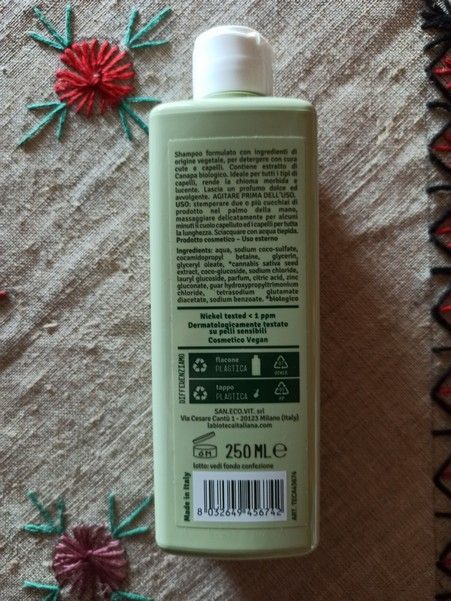 Shampoo formulato con ingredienti di
origine vegetale, per detergere con cura
cute e capelli. Contiene estratto di
Canapa biologico. Ideale per tutti i tipi di
capelli, rende la chioma morbida e
lucente. Lascia un profumo dolce ed
avvolgente. AGITARE PRIMA DELL'USO.
USO: stemperare due o più cucchiai di
prodotto nel palmo della mano,
massaggiare delicatamente per alcuni
minuti il cuoio capelluto ed i capelli per tutta
la lunghezza. Sciacquare con acqua tiepida.
Prodotto cosmetico - Uso esterno
Ingredients: aqua, sodium coco-sulfate,
cocamidopropyl betaine, glycerin,
glyceryl oleate, *cannabis sativa seed
extract, coco-glucoside, sodium chloride,
lauryl glucoside, parfum, citric acid, zinc
gluconate, guar hydroxypropyltrimonium
chloride, tetrasodium glutamate
diacetate, sodium benzoate. *biologico
Nickel tested < 1 ppm
Dermatologicamente testato
su pelli sensibili
Cosmetico Vegan
DIFFERENZIAMO
flacone
PLASTICA
tappo
PLASTICA
SAN.ECO.VIT. srl
Via Cesare Cantù 1 - 20123 Milano (Italy)
labiotecaitaliana.com
6M
250 ML e
lotto: vedi fondo confezione
Made in Italy
8 032649 456742